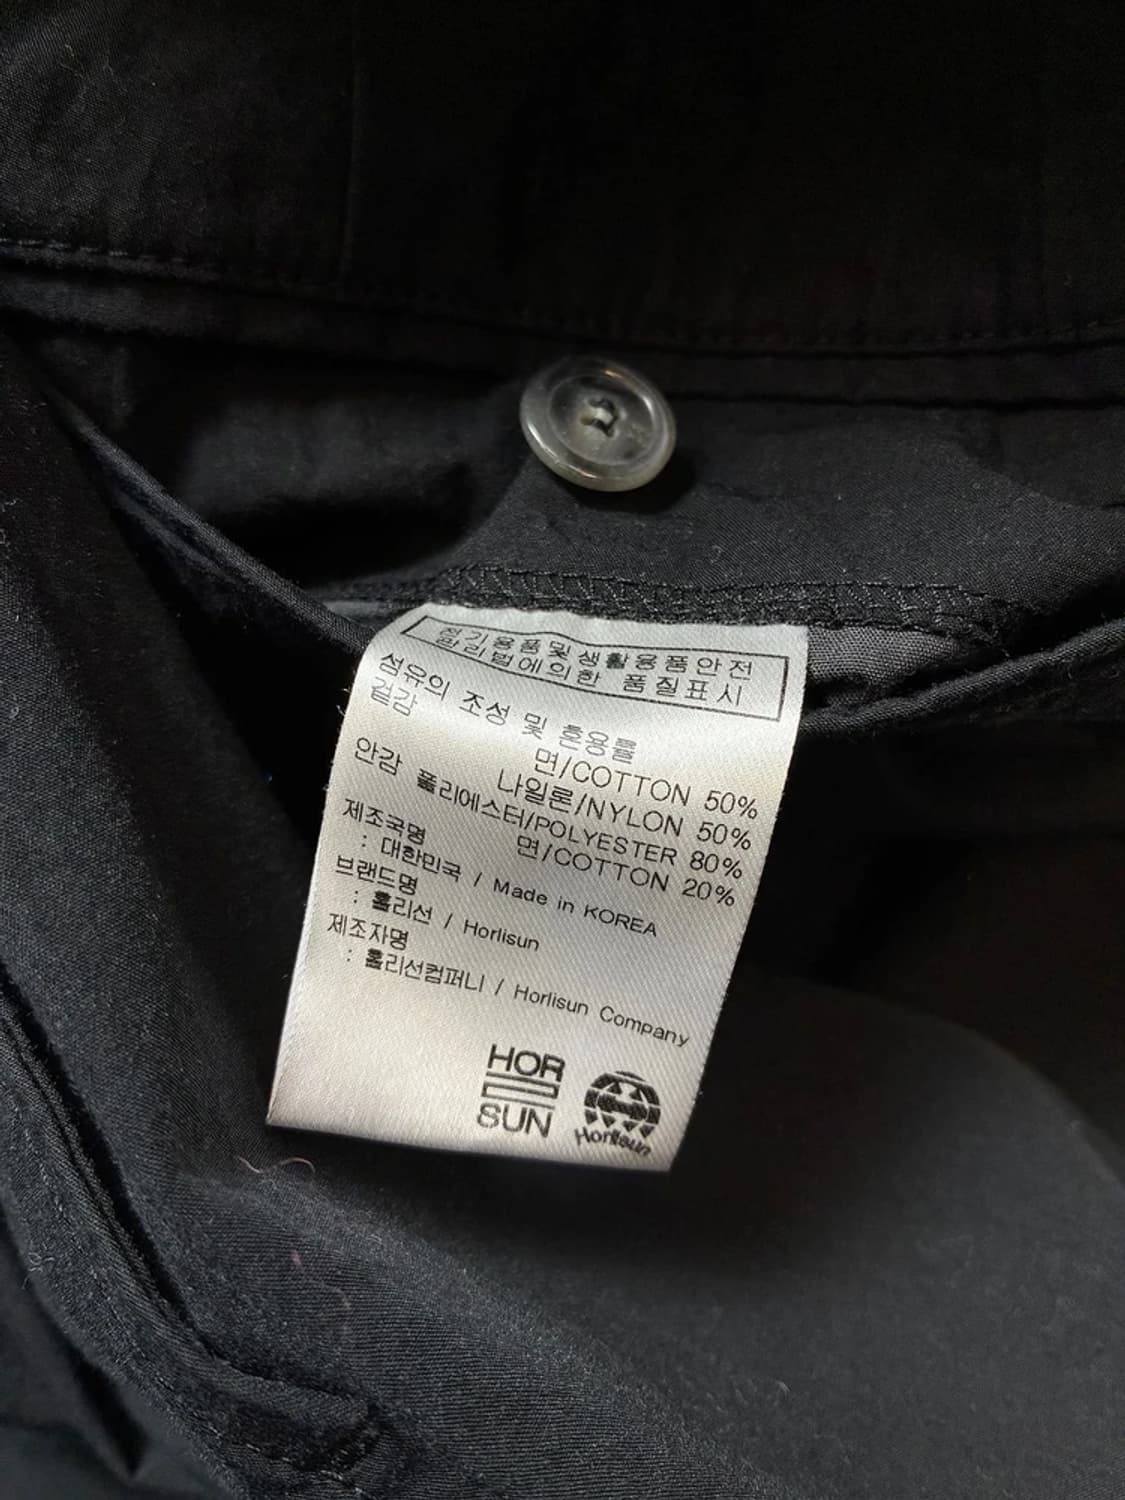 전기용품및생활용품안전
관리법에의한 품질표시
섬유의 조성 및 혼용률
겉감
면/COTTON 50%
나일론/NYLON 50%
안감 폴리에스터/POLYESTER 80%
면/COTTON 20%
제조국명
: 대한민국 / Made in KOREA
브랜드명
: 홀리선 / Horlisun
제조자명
: 홀리선컴퍼니 / Horlisun Company
HOR
SUN
Horlisun